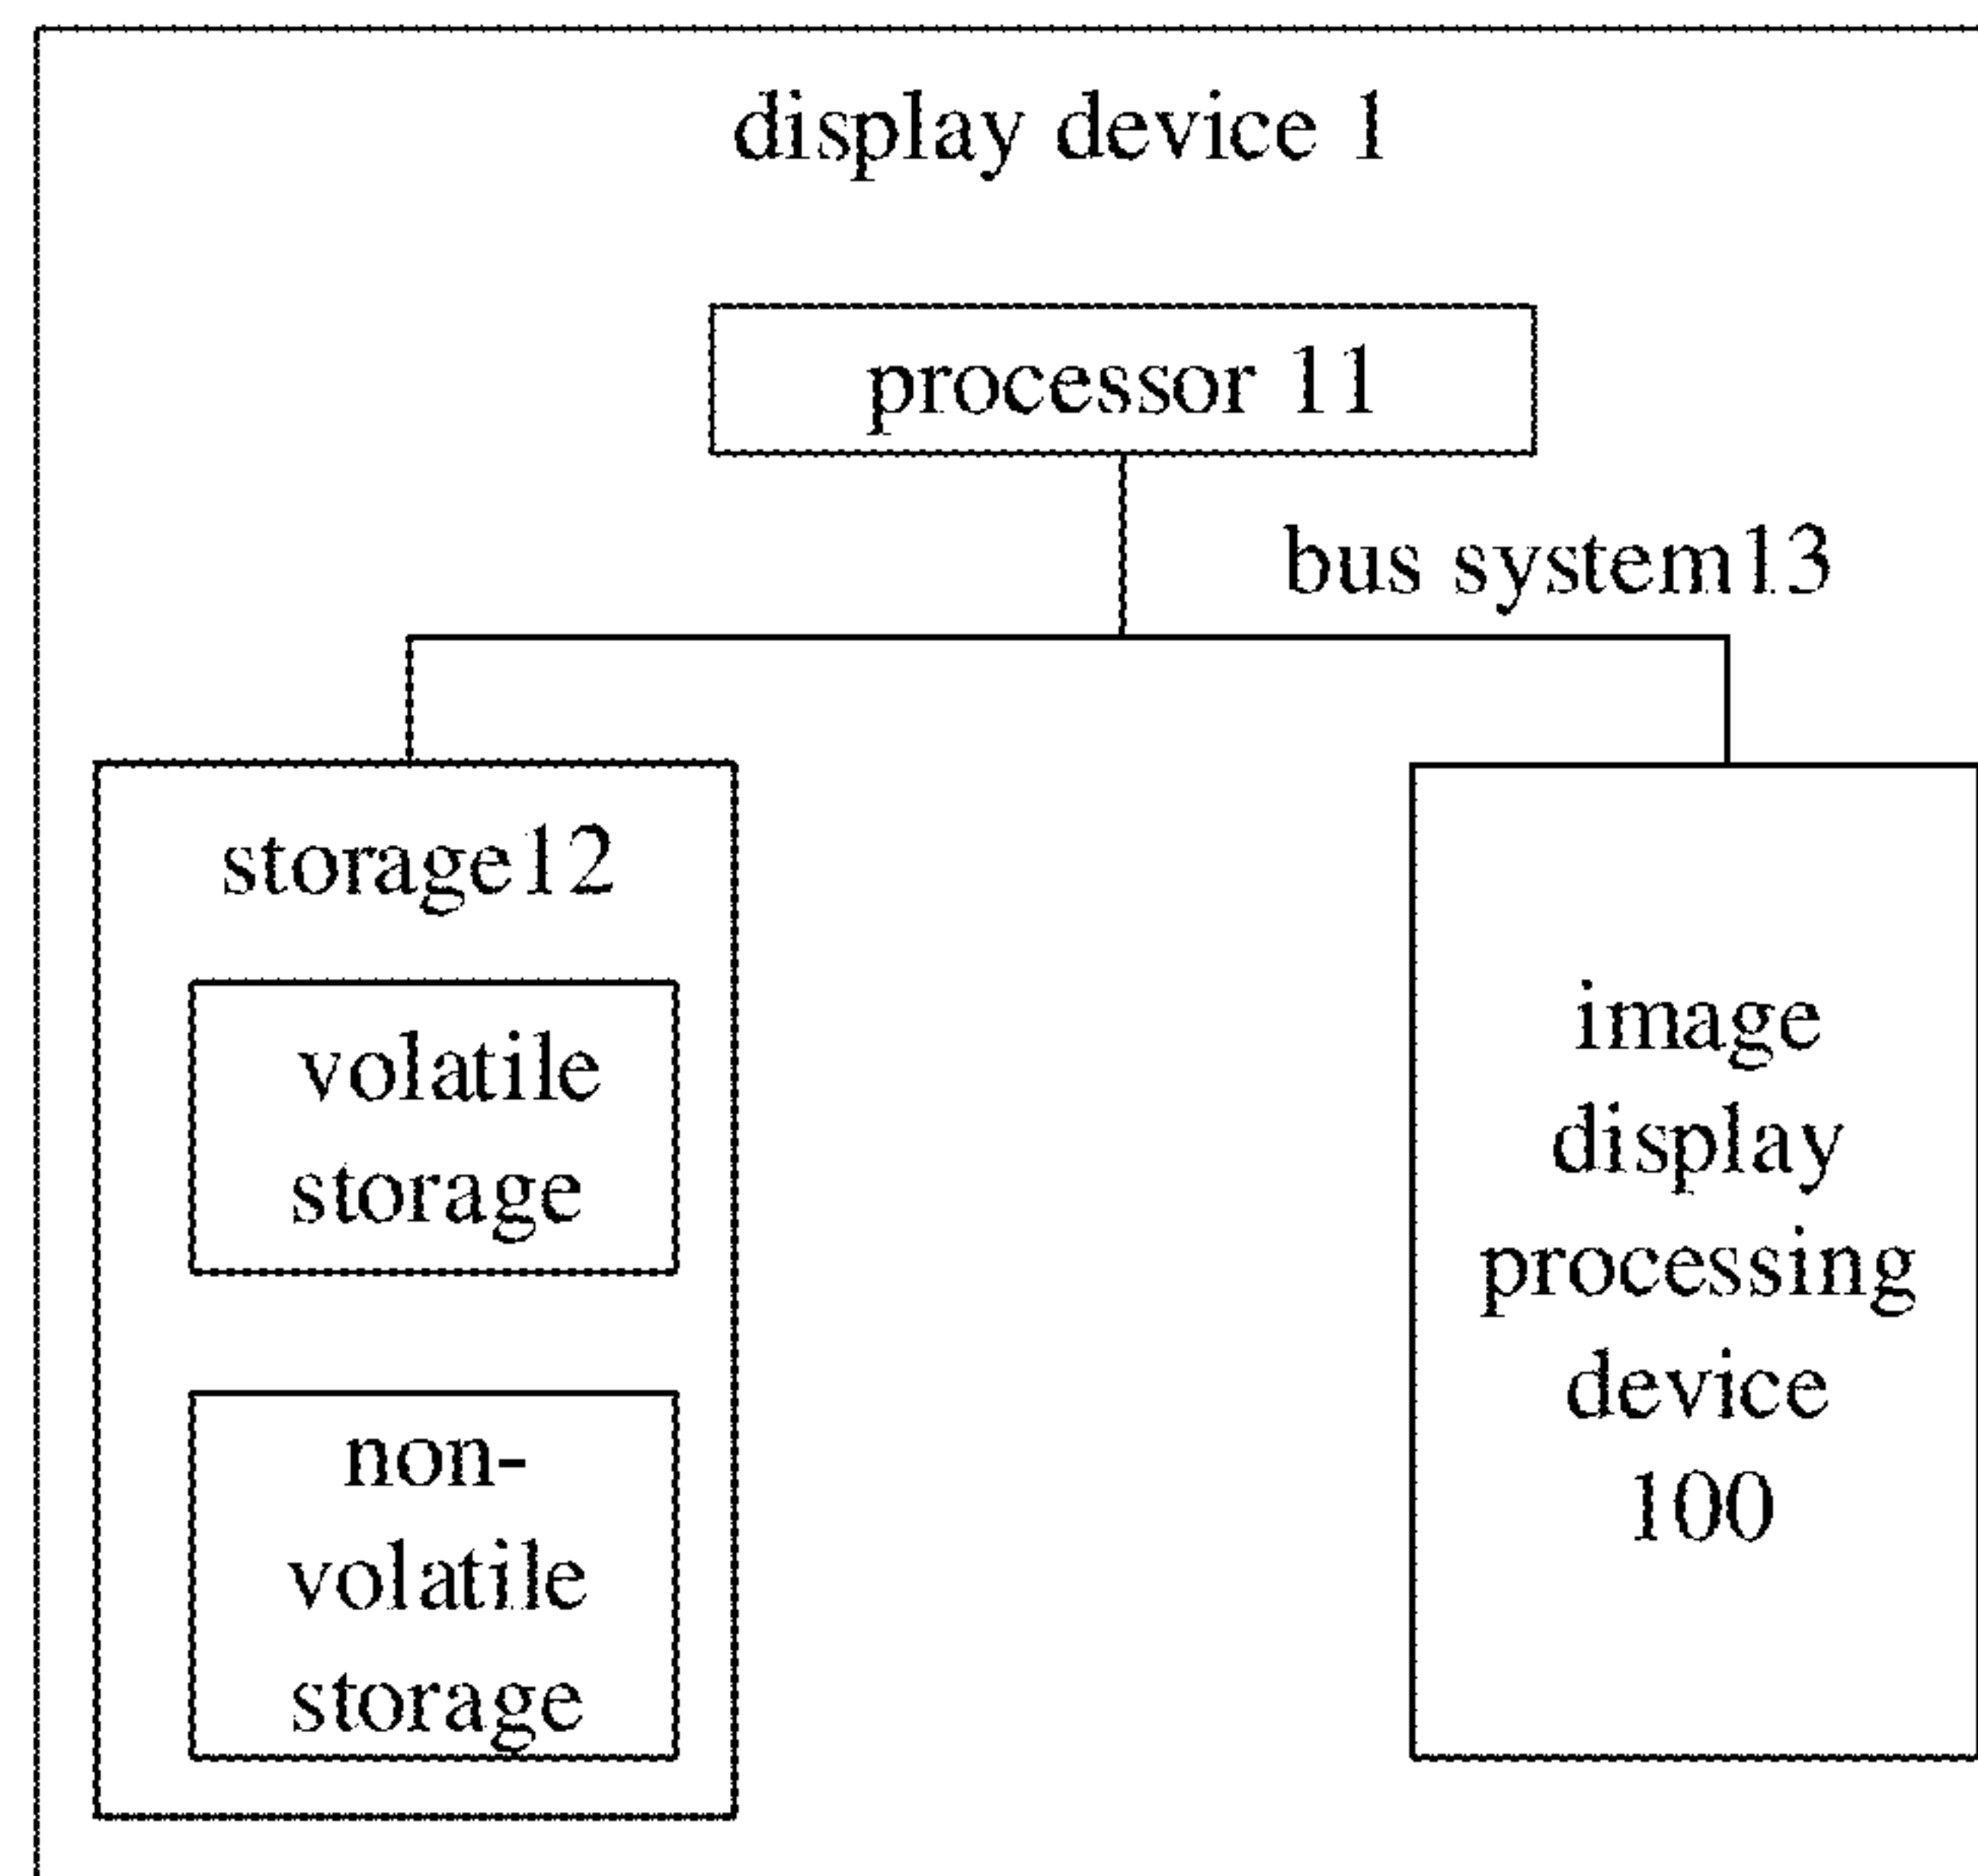 display device 1
processor 11
bus system13
storage12
volatile
storage
non-
volatile
storage
image
display
processing
device
100